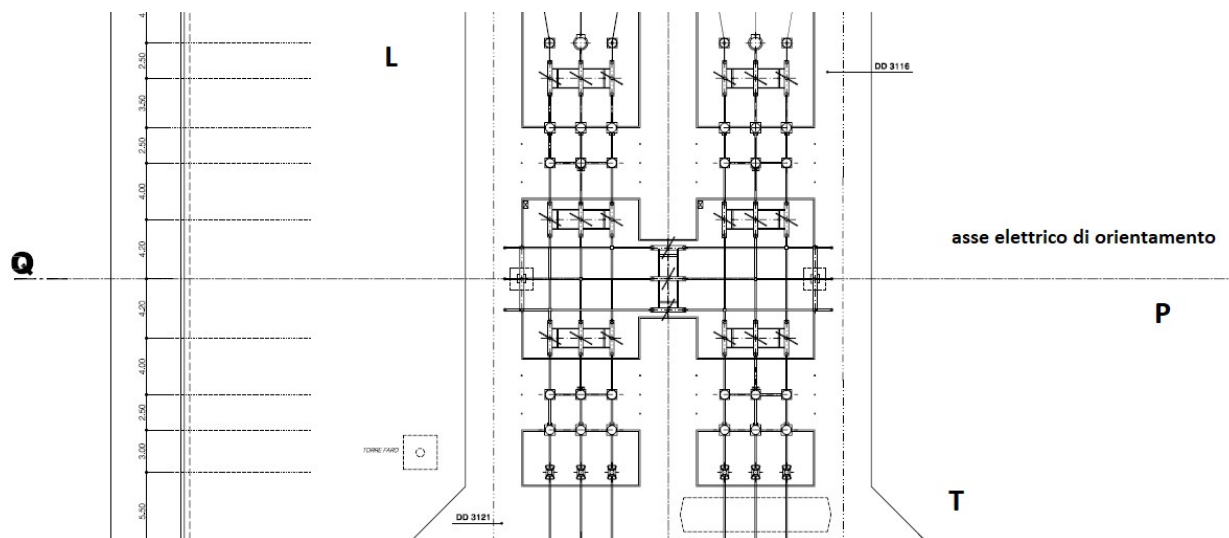 L
DD 3116
2.50
3.50
2.50
4.00
4.20
asse elettrico di orientamento
Q
4.20
P
4.00
2.50
3.00
TORRE FARO
T
5.50
DD 3121